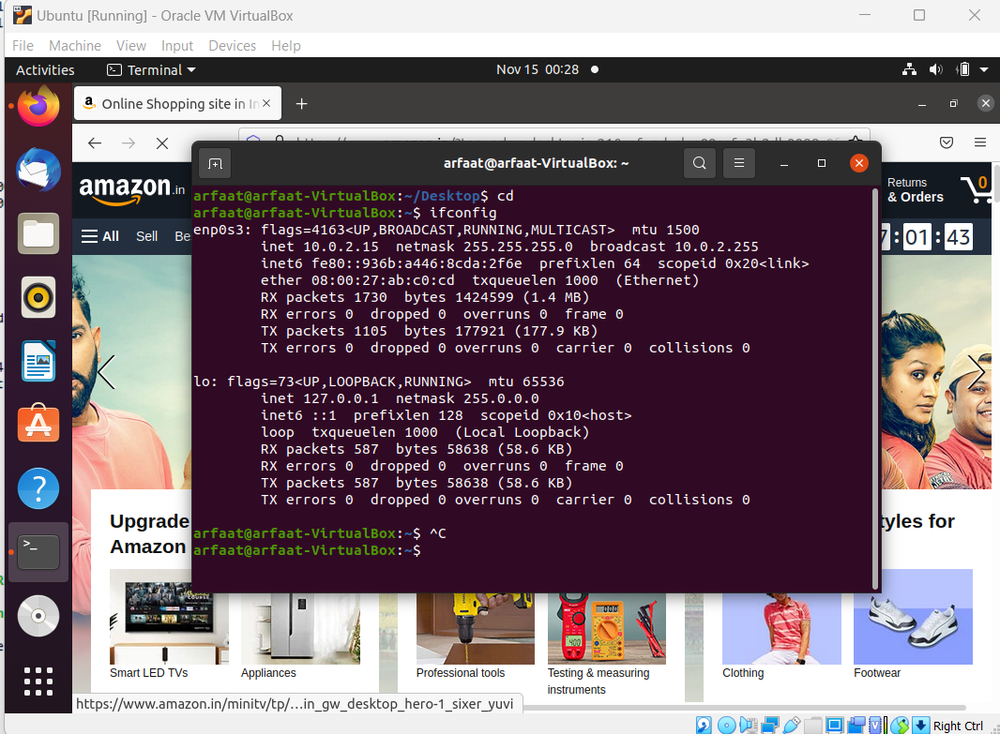 Ubuntu [Running] - Oracle VM VirtualBox
File Machine View Input Devices Help
Activities Terminal Nov 15 00:28
Online Shopping site in In
arfaat@arfaat-VirtualBox: ~
amazon.in
Returns
& Orders
0
All Sell Be
:01:43
arfaat@arfaat-VirtualBox:~/Desktop$ cd
arfaat@arfaat-VirtualBox:~$ ifconfig
enp0s3: flags=4163<UP,BROADCAST,RUNNING,MULTICAST>  mtu 1500
        inet 10.0.2.15  netmask 255.255.255.0  broadcast 10.0.2.255
        inet6 fe80::936b:a446:8cda:2f6e  prefixlen 64  scopeid 0x20<link>
        ether 08:00:27:ab:c0:cd  txqueuelen 1000  (Ethernet)
        RX packets 1730  bytes 1424599 (1.4 MB)
        RX errors 0  dropped 0  overruns 0  frame 0
        TX packets 1105  bytes 177921 (177.9 KB)
        TX errors 0  dropped 0 overruns 0  carrier 0  collisions 0
lo: flags=73<UP,LOOPBACK,RUNNING>  mtu 65536
        inet 127.0.0.1  netmask 255.0.0.0
        inet6 ::1  prefixlen 128  scopeid 0x10<host>
        loop  txqueuelen 1000  (Local Loopback)
        RX packets 587  bytes 58638 (58.6 KB)
        RX errors 0  dropped 0  overruns 0  frame 0
        TX packets 587  bytes 58638 (58.6 KB)
        TX errors 0  dropped 0 overruns 0  carrier 0  collisions 0
arfaat@arfaat-VirtualBox:~$ ^C
arfaat@arfaat-VirtualBox:~$
Upgrade
Amazon
tyles for
Smart LED TVs
Appliances
Professional tools
Testing & measuring
instruments
Clothing
Footwear
https://www.amazon.in/minitv/tp/…in_gw_desktop_hero-1_sixer_yuvi
Right Ctrl